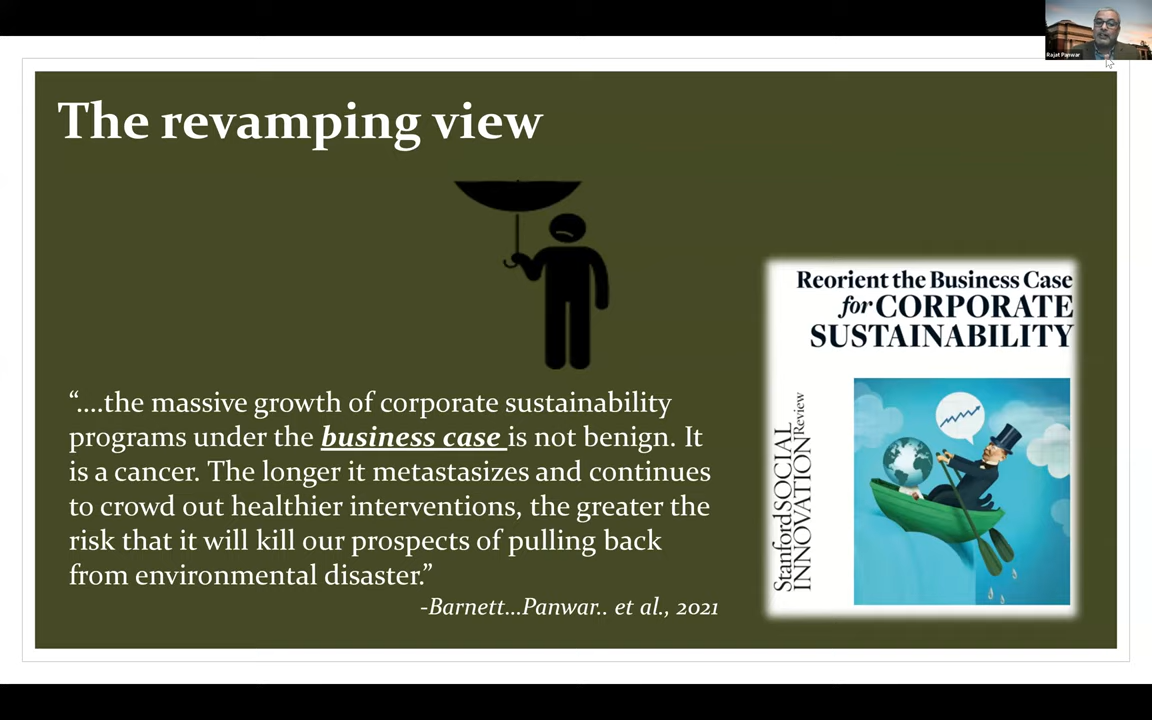 Rajat Panwar
The revamping view
Reorient the Business Case
for CORPORATE
SUSTAINABILITY
Stanford SOCIAL
INNOVATION Review
“....the massive growth of corporate sustainability
programs under the business case is not benign. It
is a cancer. The longer it metastasizes and continues
to crowd out healthier interventions, the greater the
risk that it will kill our prospects of pulling back
from environmental disaster.”
-Barnett...Panwar.. et al., 2021